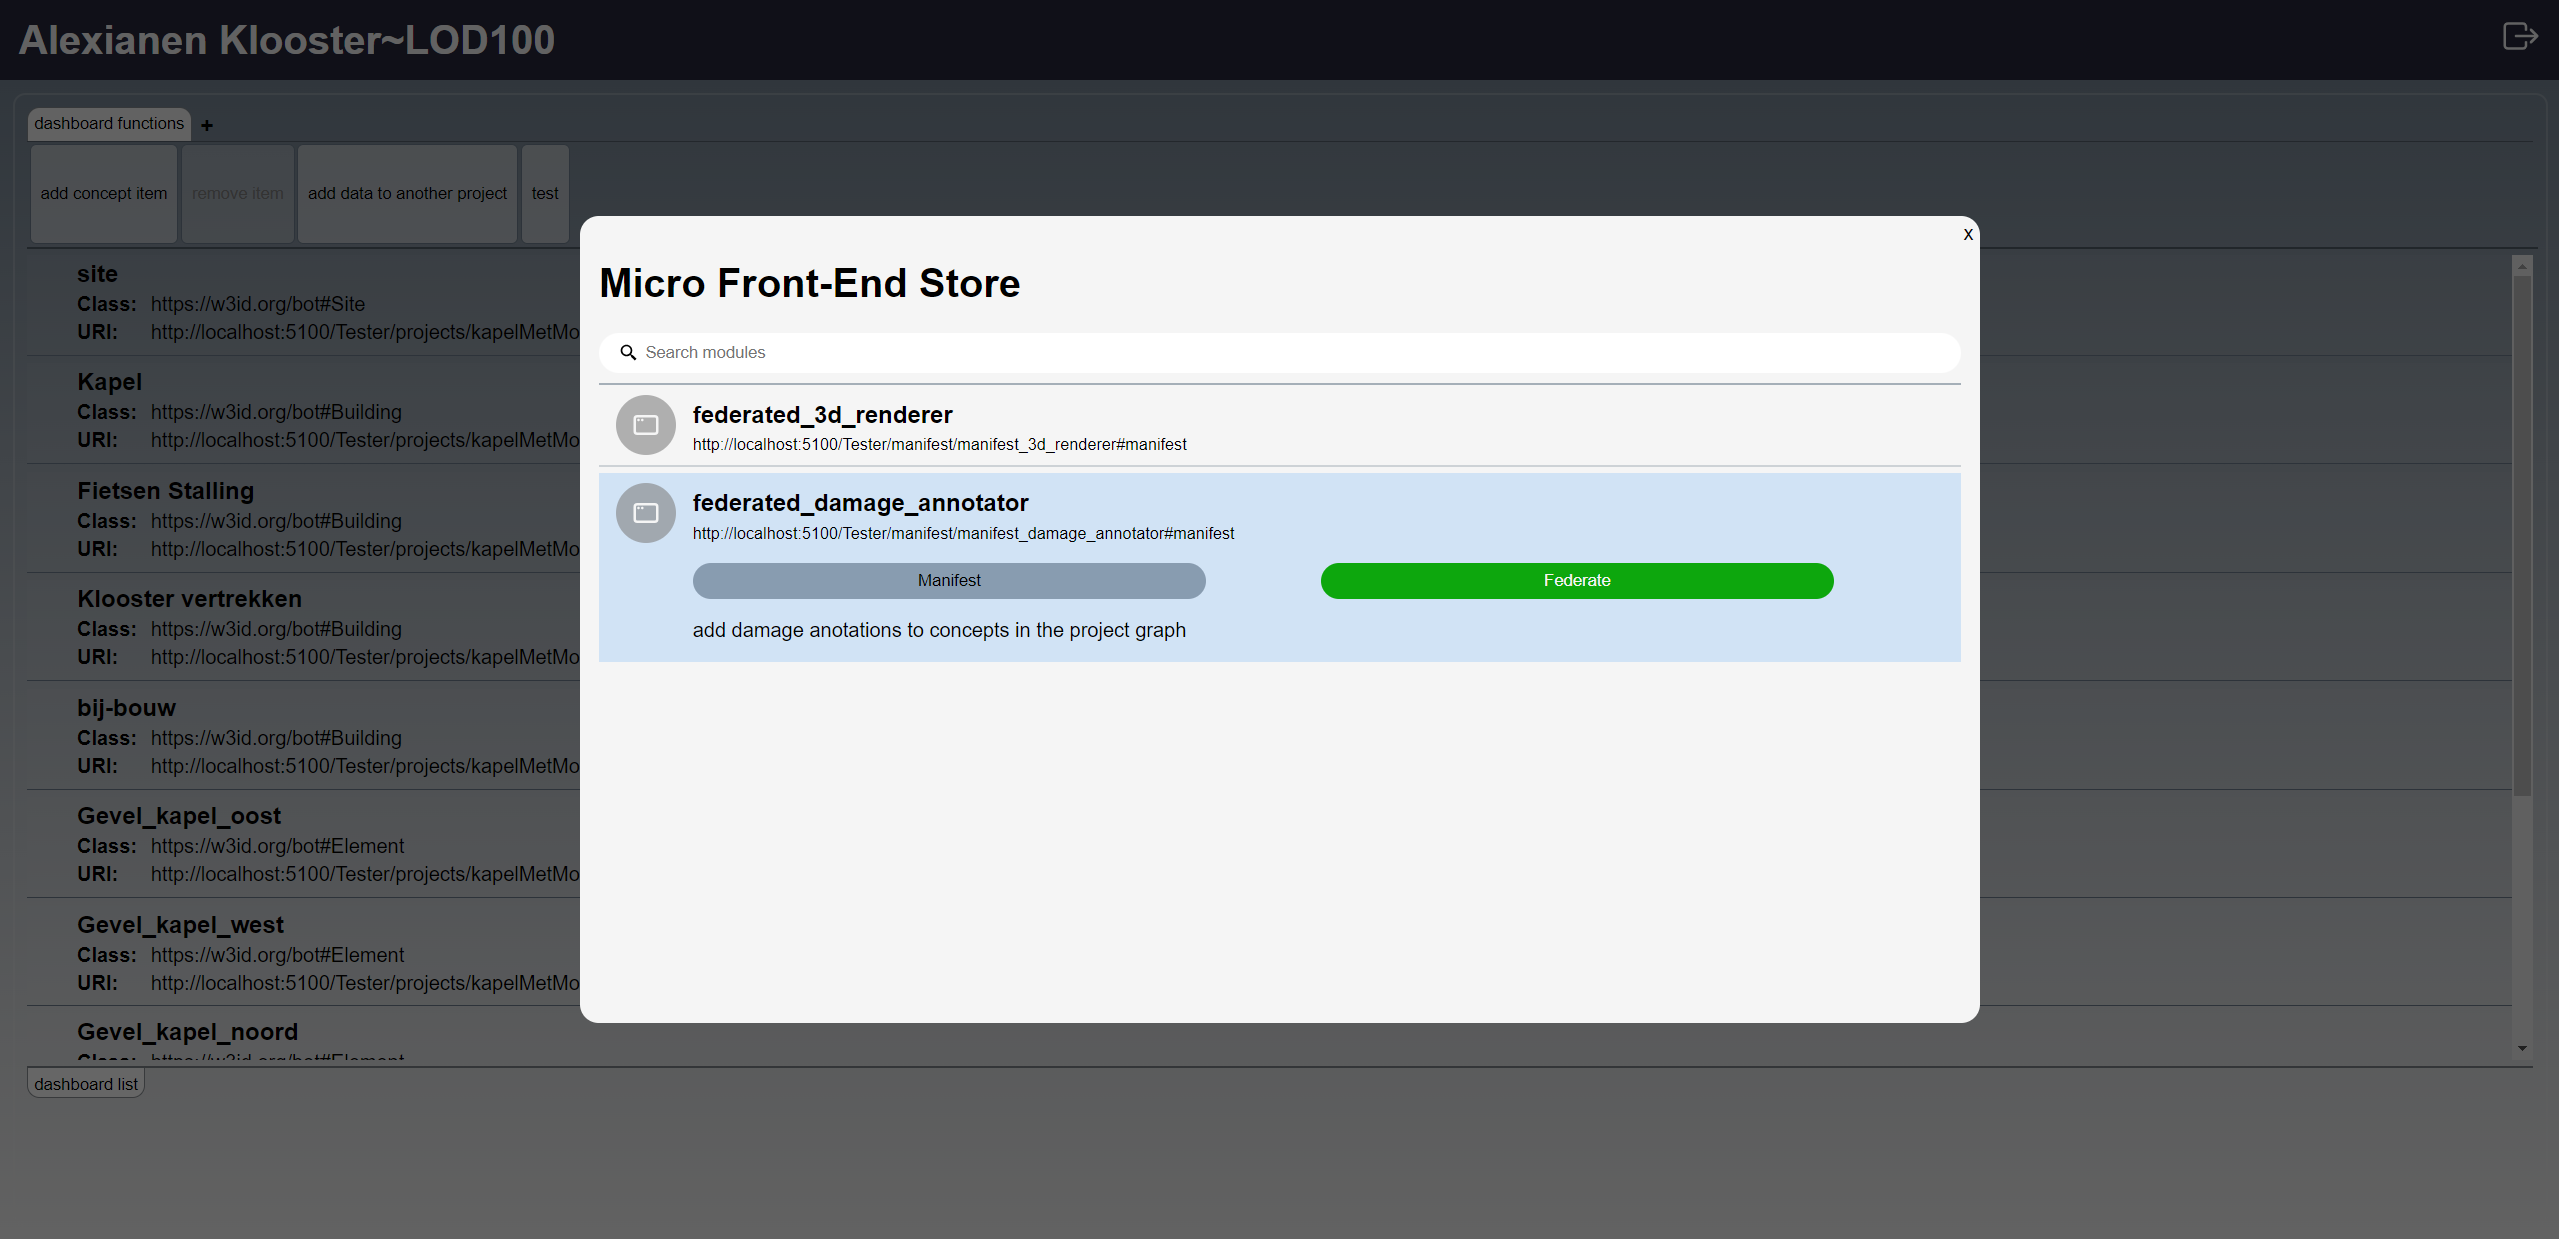 Alexianen Klooster~LOD100
dashboard functions +
add concept item
remove item
add data to another project
test
site
Class: https://w3id.org/bot#Site
URI: http://localhost:5100/Tester/projects/kapelMetMo
Kapel
Class: https://w3id.org/bot#Building
URI: http://localhost:5100/Tester/projects/kapelMetMo
Fietsen Stalling
Class: https://w3id.org/bot#Building
URI: http://localhost:5100/Tester/projects/kapelMetMo
Klooster vertrekken
Class: https://w3id.org/bot#Building
URI: http://localhost:5100/Tester/projects/kapelMetMo
bij-bouw
Class: https://w3id.org/bot#Building
URI: http://localhost:5100/Tester/projects/kapelMetMo
Gevel_kapel_oost
Class: https://w3id.org/bot#Element
URI: http://localhost:5100/Tester/projects/kapelMetMo
Gevel_kapel_west
Class: https://w3id.org/bot#Element
URI: http://localhost:5100/Tester/projects/kapelMetMo
Gevel_kapel_noord
Class: https://w3id.org/bot#Element
dashboard list
X
Micro Front-End Store
Search modules
federated_3d_renderer
http://localhost:5100/Tester/manifest/manifest_3d_renderer#manifest
federated_damage_annotator
http://localhost:5100/Tester/manifest/manifest_damage_annotator#manifest
Manifest
Federate
add damage anotations to concepts in the project graph